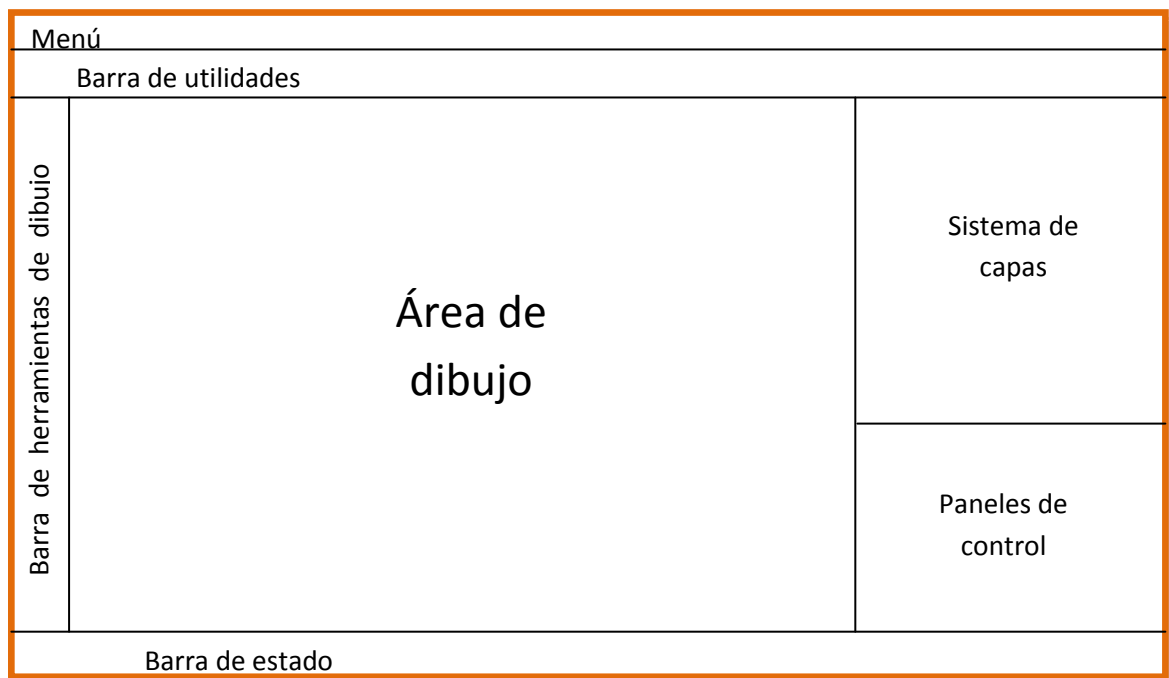 Menú
Barra de utilidades
Barra de herramientas de dibujo
Área de
dibujo
Sistema de
capas
Paneles de
control
Barra de estado